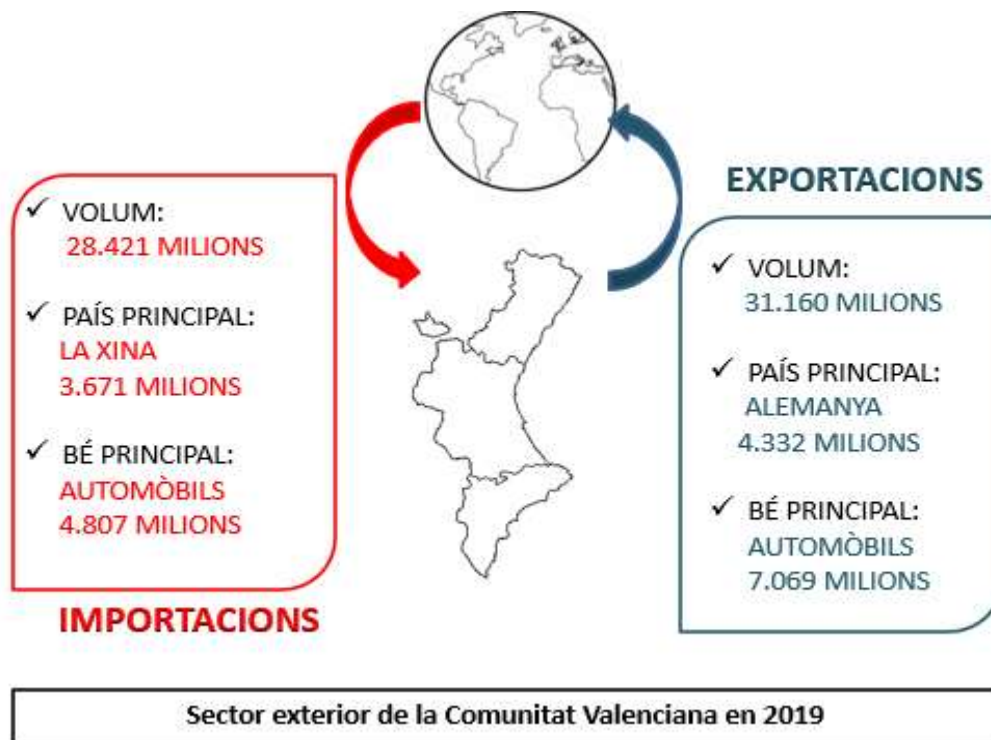 VOLUM:
28.421 MILIONS
PAÍS PRINCIPAL:
LA XINA
3.671 MILIONS
BÉ PRINCIPAL:
AUTOMÒBILS
4.807 MILIONS
IMPORTACIONS
EXPORTACIONS
VOLUM:
31.160 MILIONS
PAÍS PRINCIPAL:
ALEMANYA
4.332 MILIONS
BÉ PRINCIPAL:
AUTOMÒBILS
7.069 MILIONS
Sector exterior de la Comunitat Valenciana en 2019